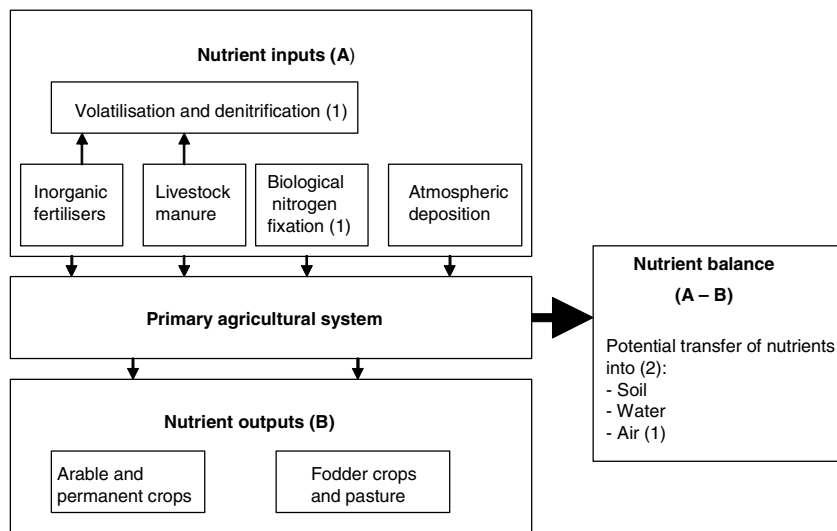 Nutrient inputs (A)
Volatilisation and denitrification (1)
Inorganic
fertilisers
Livestock
manure
Biological
nitrogen
fixation (1)
Atmospheric
deposition
Primary agricultural system
Nutrient outputs (B)
Arable and
permanent crops
Fodder crops
and pasture
Nutrient balance
(A – B)
Potential transfer of nutrients
into (2):
- Soil
- Water
- Air (1)